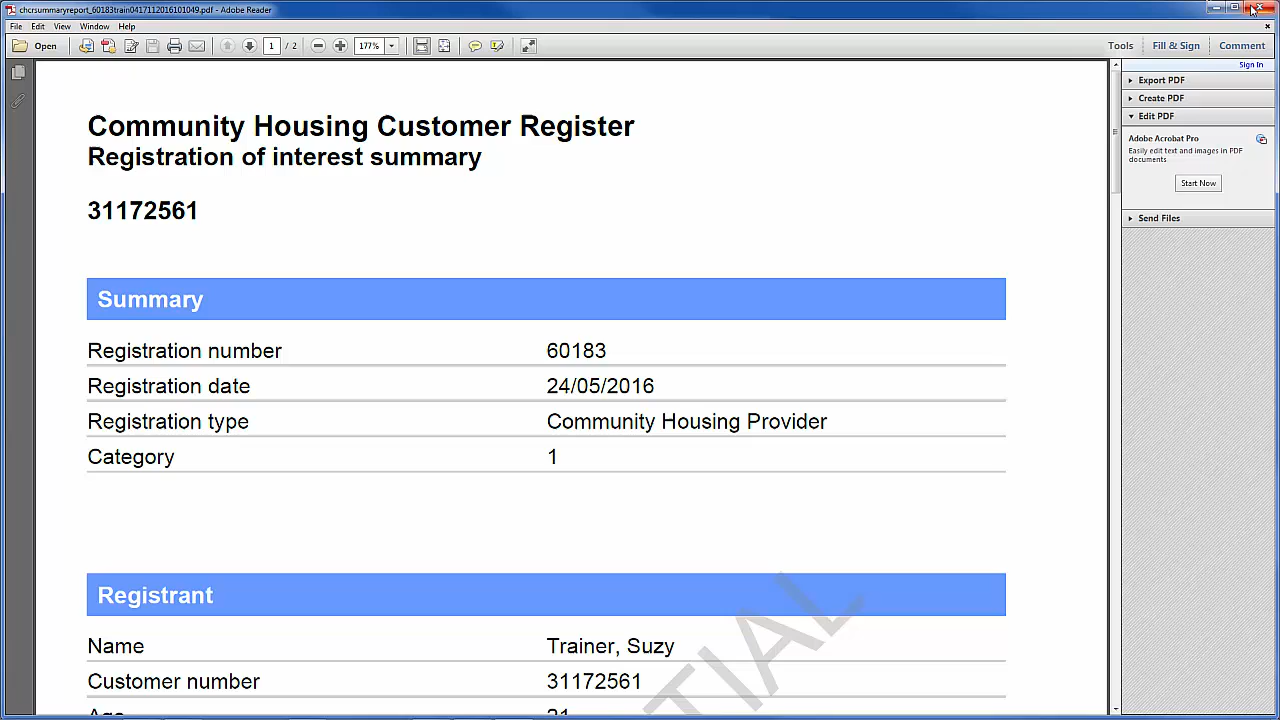 chcrsummaryreport_60183train0417112016101049.pdf - Adobe Reader
File Edit View Window Help
Open 1 / 2 177% Tools Fill & Sign Comment
Sign In
Export PDF
Create PDF
Edit PDF
Adobe Acrobat Pro
Easily edit text and images in PDF
documents
Start Now
Send Files
Community Housing Customer Register
Registration of interest summary
31172561
Summary
Registration number 60183
Registration date 24/05/2016
Registration type Community Housing Provider
Category 1
Registrant
Name Trainer, Suzy
Customer number 31172561
TIAL